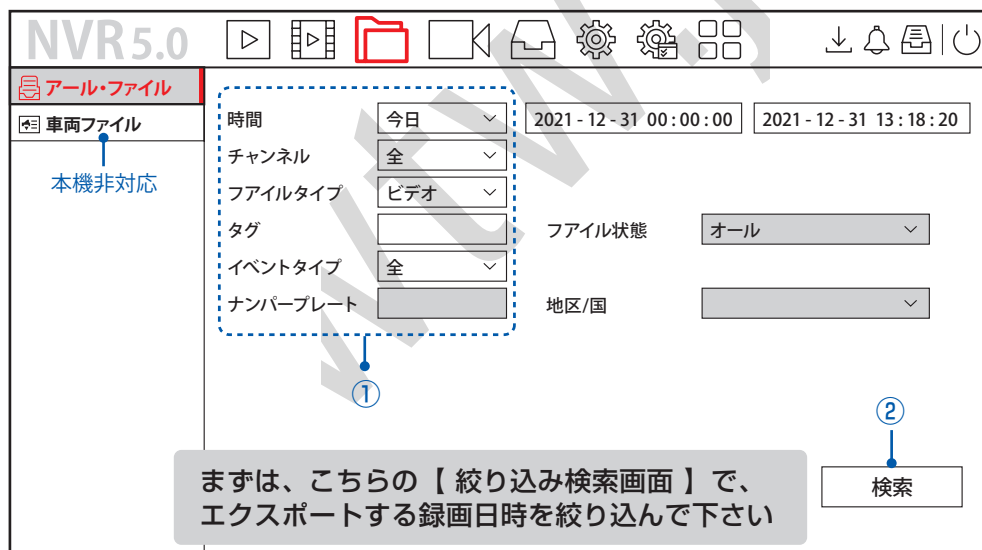 NVR 5.0
アール・ファイル
車両ファイル
本機非対応
時間 今日 2021 - 12 - 31 00 : 00 : 00 2021 - 12 - 31 13 : 18 : 20
チャンネル 全
フアイルタイプ ビデオ
タグ フアイル状態 オール
イベントタイプ 全
ナンバープレート 地区/国
①
②
検索
まずは、こちらの【 絞り込み検索画面 】で、
エクスポートする録画日時を絞り込んで下さい